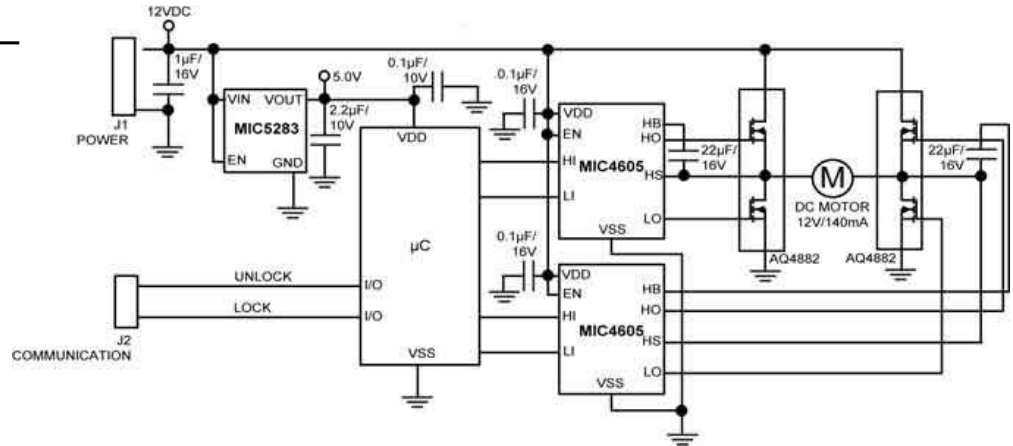 12VDC
1µF/
16V
J1
POWER
VIN
VOUT
MIC5283
EN
GND
5.0V
2.2µF/
10V
0.1µF/
10V
VDD
µC
I/O
I/O
VSS
UNLOCK
LOCK
J2
COMMUNICATION
0.1µF/
16V
VDD
EN
HI
LI
MIC4605
HB
HO
HS
LO
VSS
22µF/
16V
M
DC MOTOR
12V/140mA
22µF/
16V
AQ4882
AQ4882
0.1µF/
16V
VDD
EN
HI
LI
MIC4605
HB
HO
HS
LO
VSS